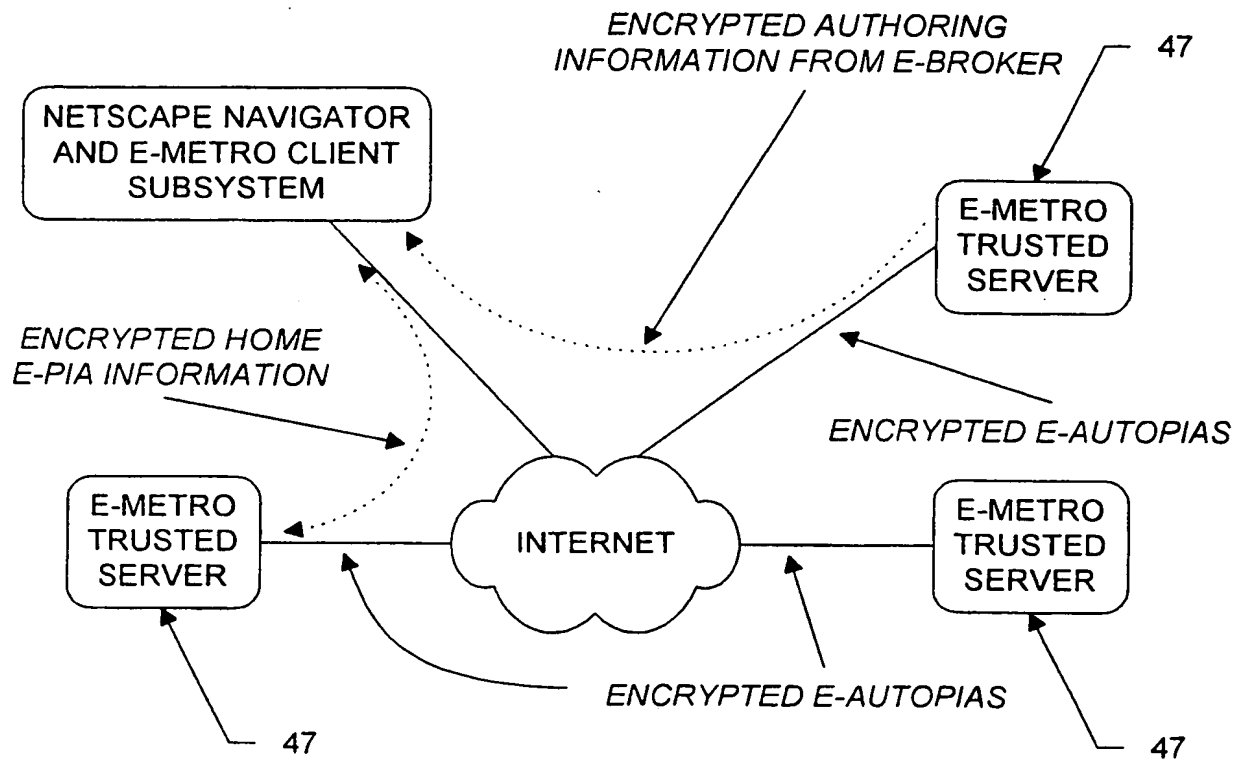 ENCRYPTED AUTHORING
INFORMATION FROM E-BROKER
47
NETSCAPE NAVIGATOR
AND E-METRO CLIENT
SUBSYSTEM
E-METRO
TRUSTED
SERVER
ENCRYPTED HOME
E-PIA INFORMATION
ENCRYPTED E-AUTOPIAS
E-METRO
TRUSTED
SERVER
INTERNET
E-METRO
TRUSTED
SERVER
ENCRYPTED E-AUTOPIAS
47
47